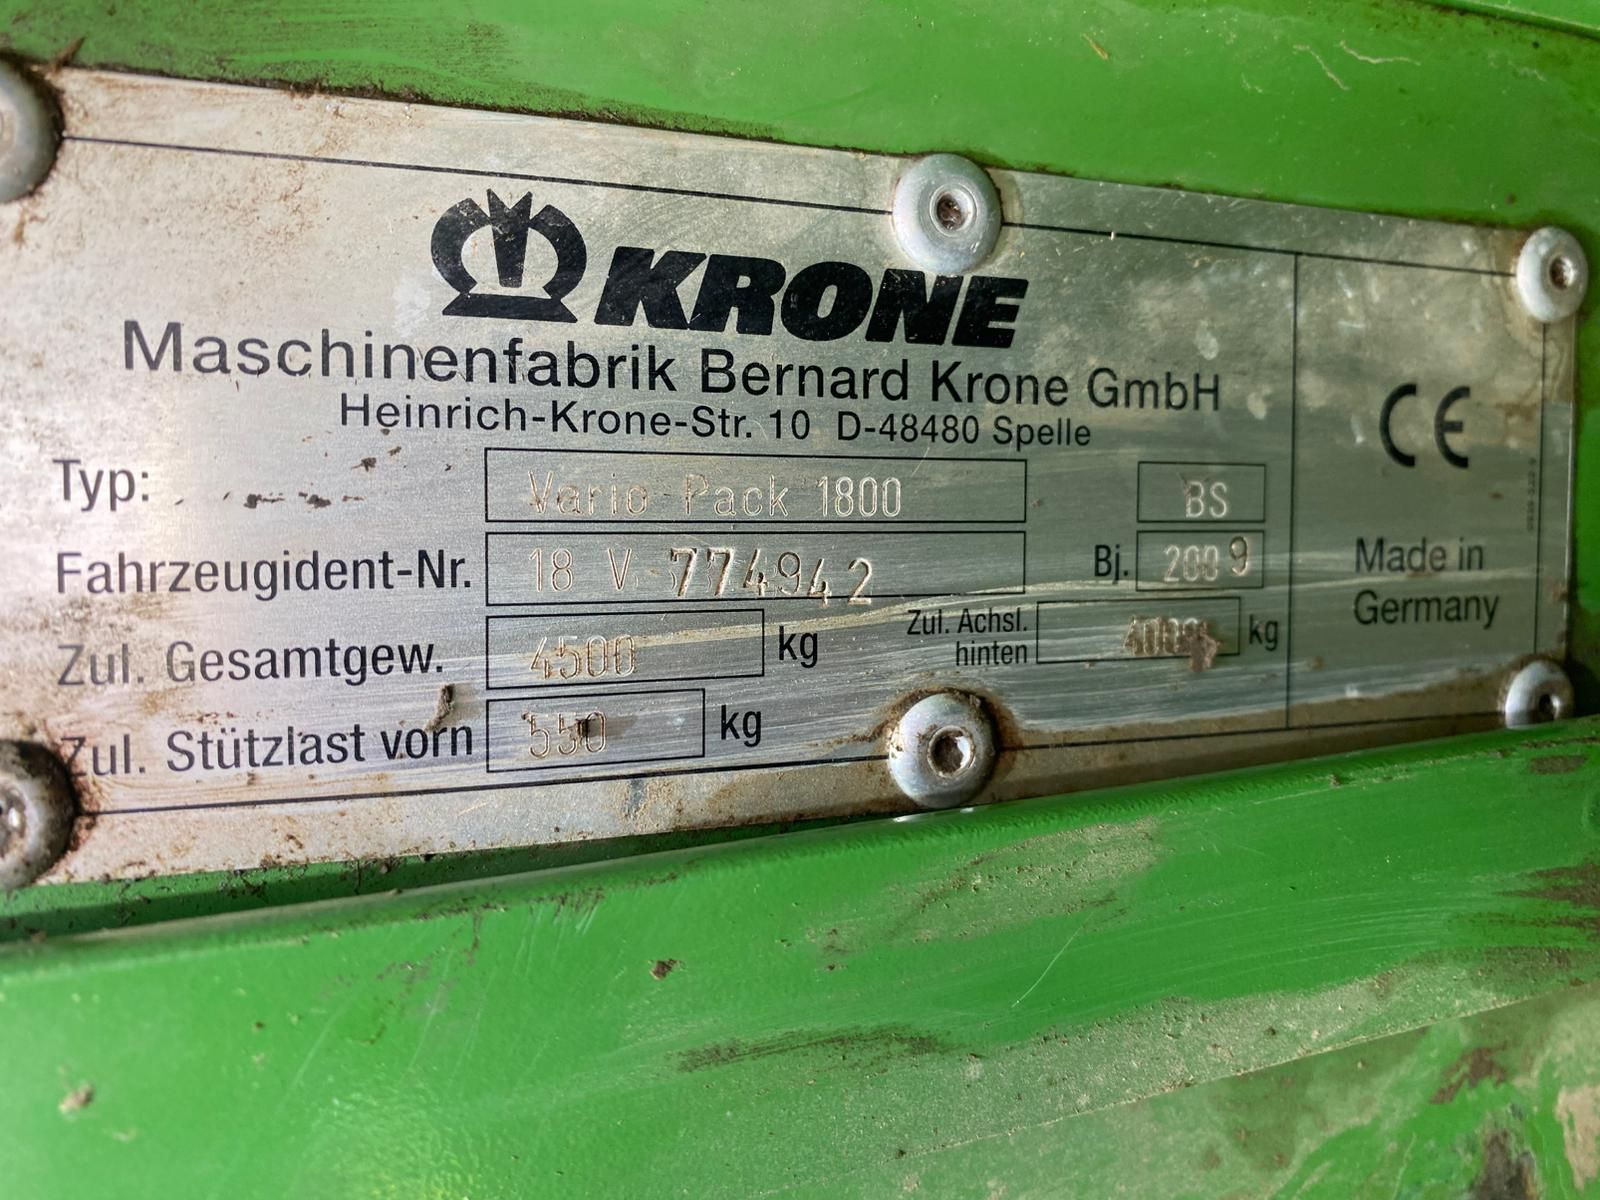 KRONE
Maschinenfabrik Bernard Krone GmbH
Heinrich-Krone-Str. 10 D-48480 Spelle
CE
Typ: Vario Pack 1800 BS
Fahrzeugident-Nr. 18 V 774942 Bj. 2009
Made in
Germany
Zul. Gesamtgew. 4500 kg
Zul. Achsl.
hinten kg
Zul. Stützlast vorn 550 kg